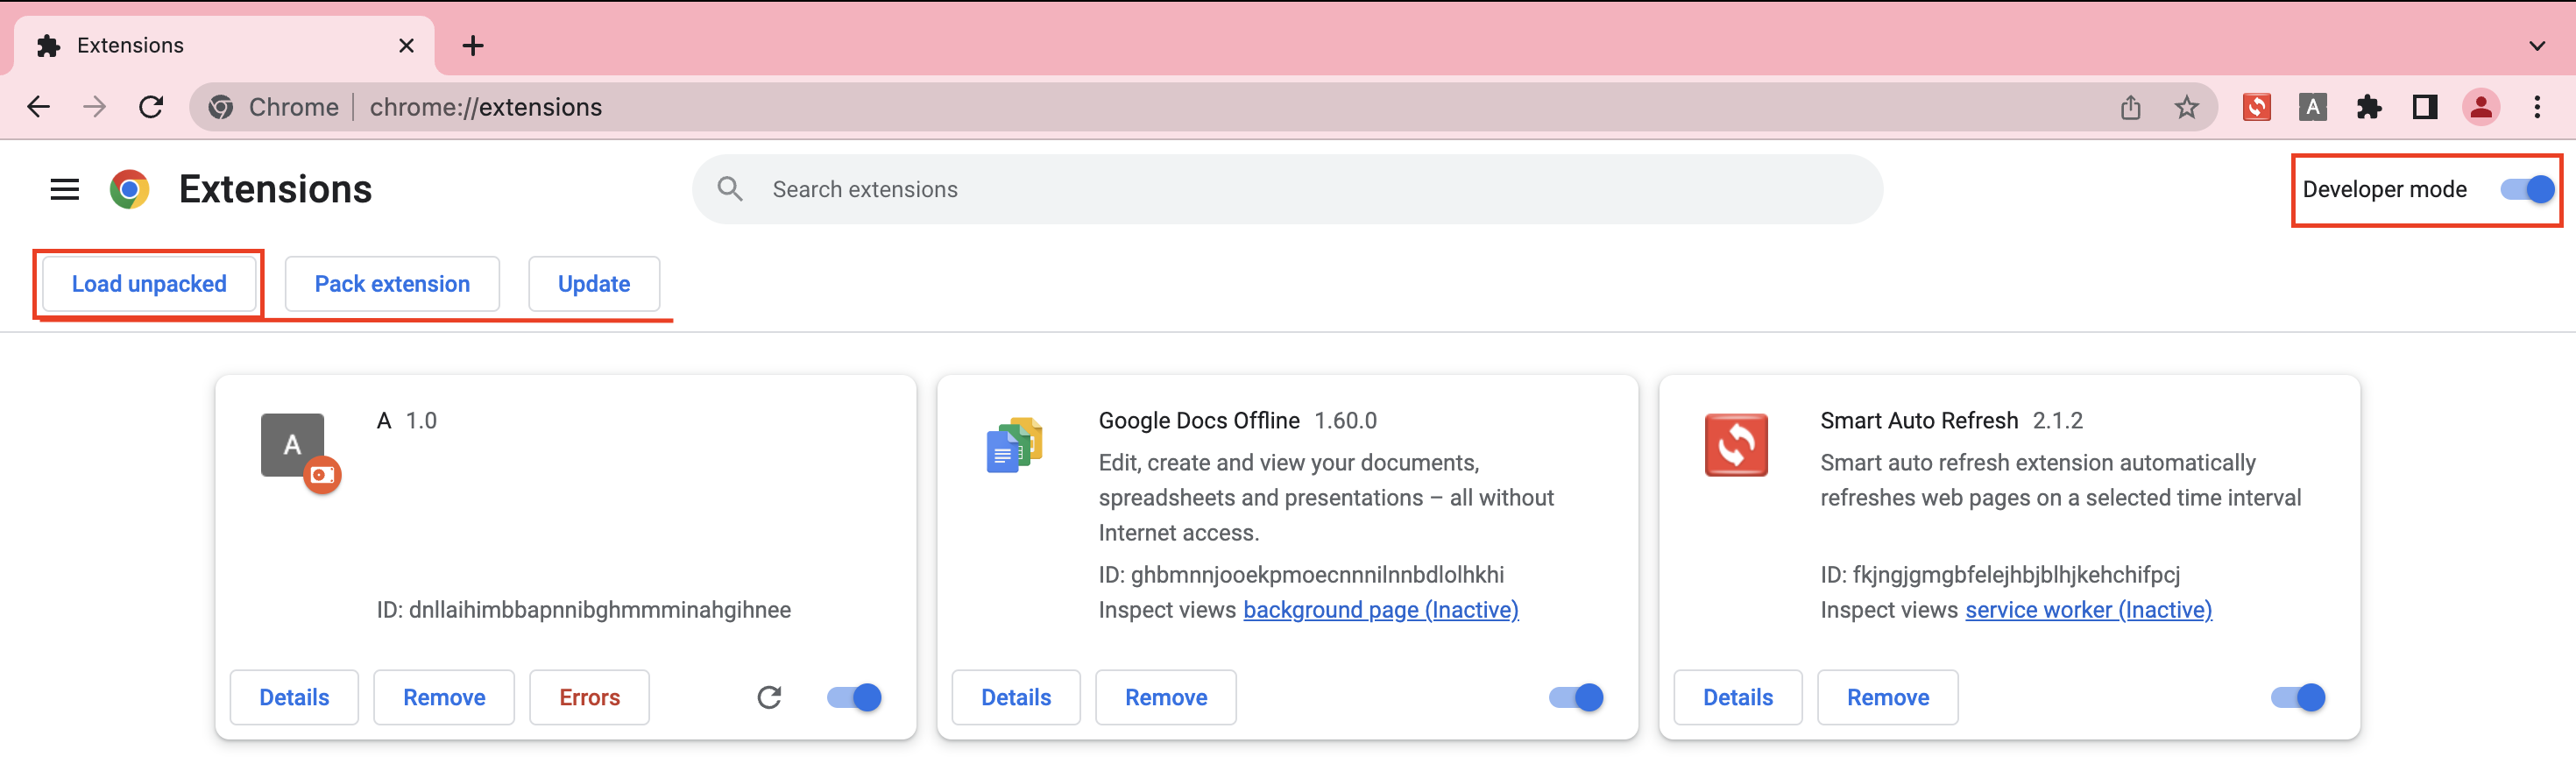 Extensions
Chrome | chrome://extensions
A
Extensions
Search extensions
Developer mode
Load unpacked
Pack extension
Update
A
A 1.0
ID: dnllaihimbbapnnibghmmminahgihnee
Details
Remove
Errors
Google Docs Offline 1.60.0
Edit, create and view your documents,
spreadsheets and presentations – all without
Internet access.
ID: ghbmnnjooekpmoecnnnilnnbdlolhkhi
Inspect views background page (Inactive)
Details
Remove
Smart Auto Refresh 2.1.2
Smart auto refresh extension automatically
refreshes web pages on a selected time interval
ID: fkjngjgmgbfelejhbjblhjkehchifpcj
Inspect views service worker (Inactive)
Details
Remove